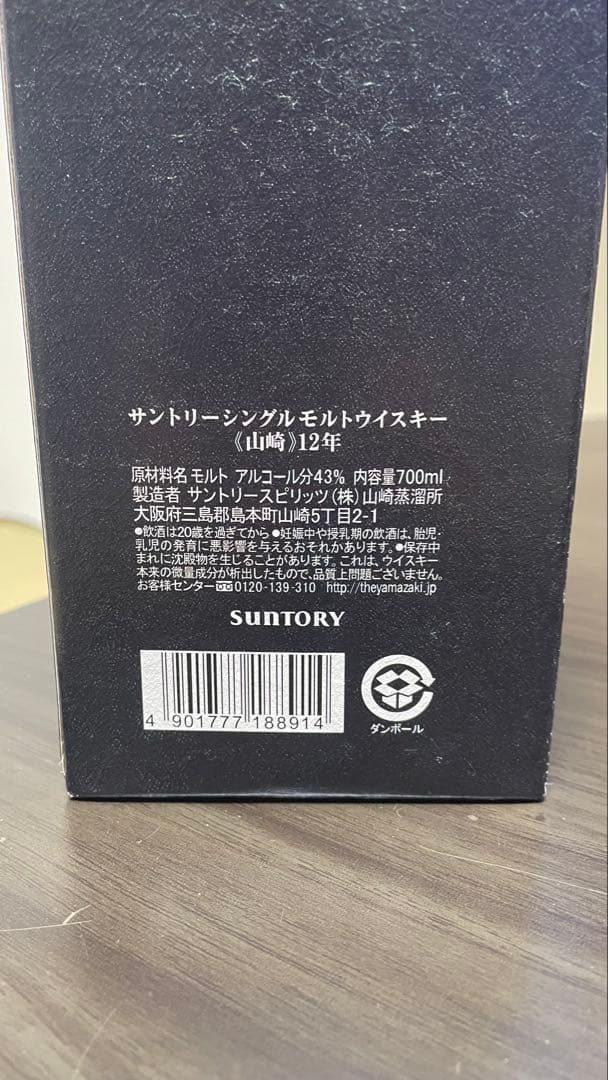 サントリーシングルモルトウイスキー
《山崎》12年
原材料名 モルト アルコール分43% 内容量700ml
製造者 サントリースピリッツ(株)山崎蒸溜所
大阪府三島郡島本町山崎5丁目2-1
●飲酒は20歳を過ぎてから ●妊娠中や授乳期の飲酒は、胎児・
乳児の発育に悪影響を与えるおそれがあります。●保存中
まれに沈殿物を生じることがあります。これは、ウイスキー
本来の微量成分が析出したもので、品質上問題ございません。
お客様センター 0120-139-310 http://theyamazaki.jp/
SUNTORY
4 901777 188914
ダンボール